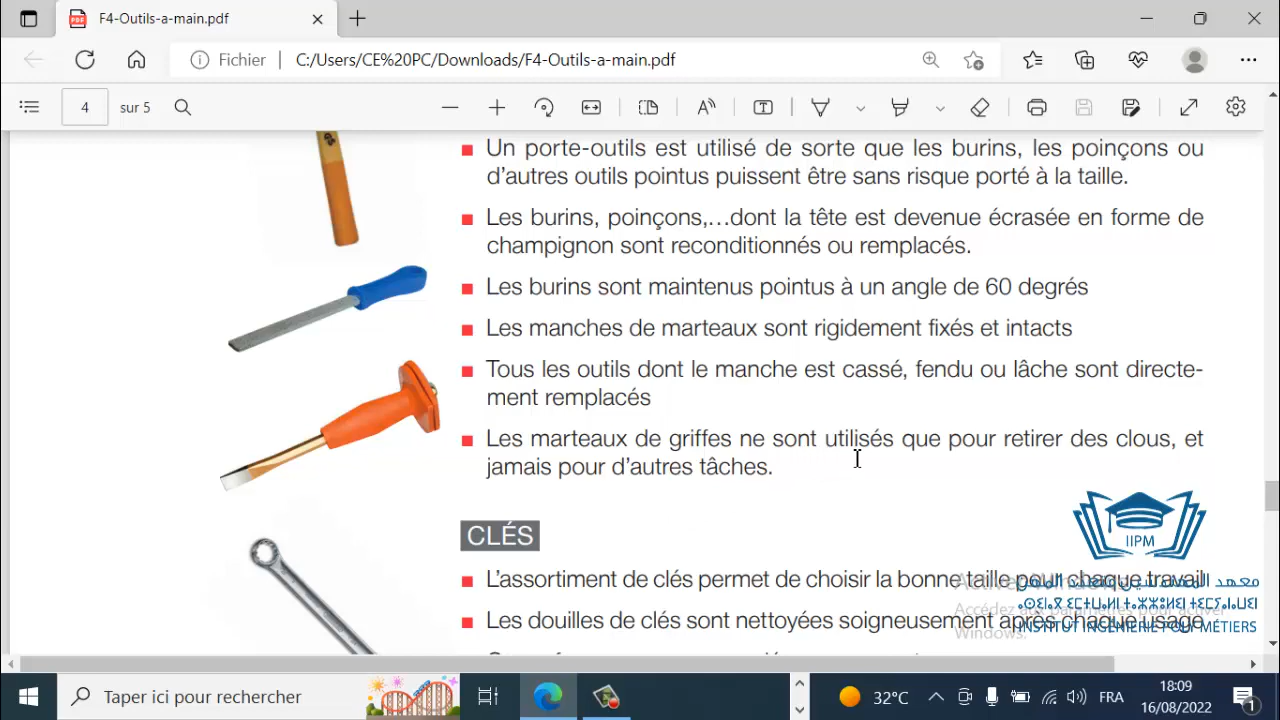 F4-Outils-a-main.pdf
Fichier
C:/Users/CE%20PC/Downloads/F4-Outils-a-main.pdf
4 sur 5
Un porte-outils est utilisé de sorte que les burins, les poinçons ou
d'autres outils pointus puissent être sans risque porté à la taille.
Les burins, poinçons,…dont la tête est devenue écrasée en forme de
champignon sont reconditionnés ou remplacés.
Les burins sont maintenus pointus à un angle de 60 degrés
Les manches de marteaux sont rigidement fixés et intacts
Tous les outils dont le manche est cassé, fendu ou lâche sont directe-
ment remplacés
Les marteaux de griffes ne sont utilisés que pour retirer des clous, et
jamais pour d'autres tâches.
CLÉS
IIPM
L'assortiment de clés permet de choisir la bonne taille pour chaque travail
Les douilles de clés sont nettoyées soigneusement après chaque usage
Accédez aux paramètres pour activer
Windows.
INSTITUT INGÉNIERIE POLY MÉTIERS
Taper ici pour rechercher
32°C
FRA
18:09
16/08/2022
1